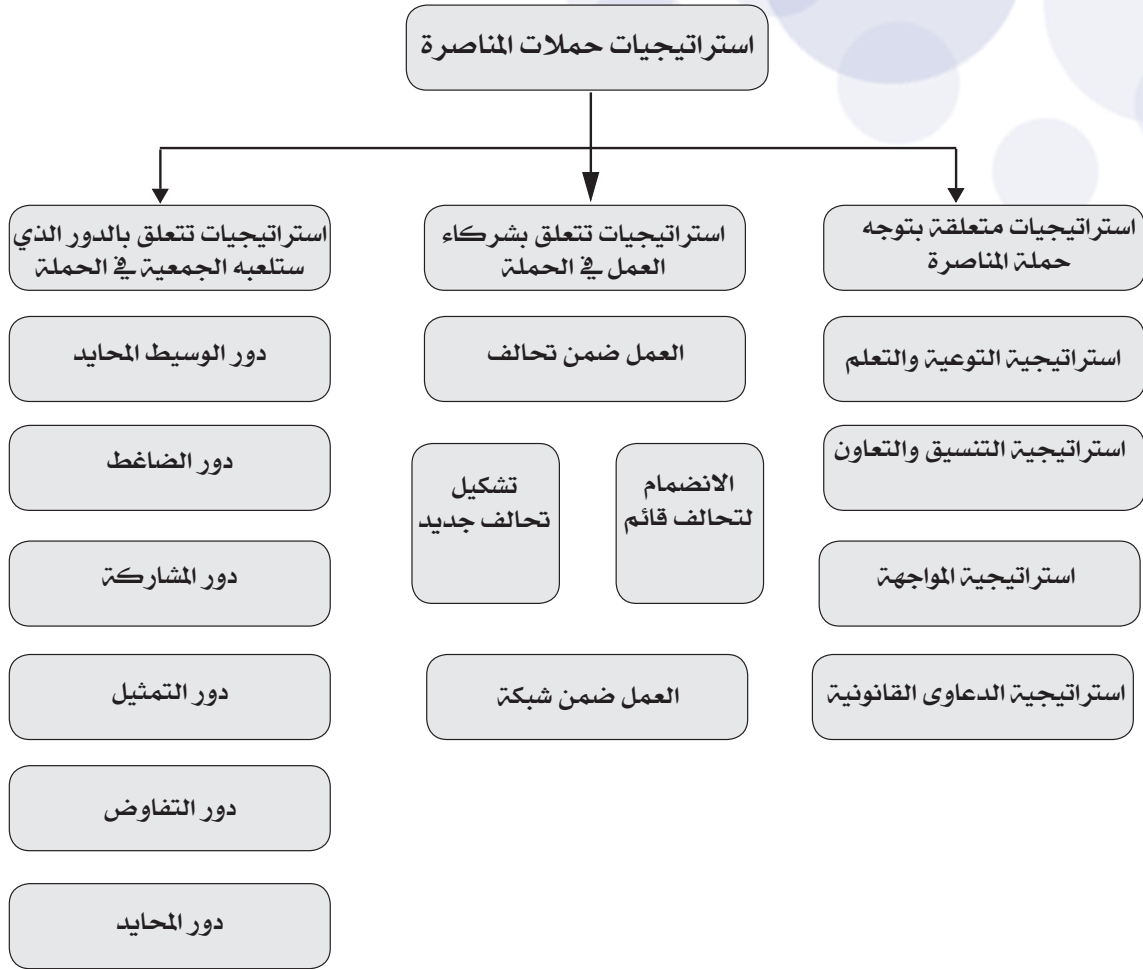 استراتيجيات حملات المناصرة
استراتيجيات متعلقة بتوجه
حملة المناصرة
استراتيجية التوعية والتعلم
استراتيجية التنسيق والتعاون
استراتيجية المواجهة
استراتيجية الدعاوى القانونية
استراتيجيات تتعلق بشركاء
العمل في الحملة
العمل ضمن تحالف
الانضمام
لتحالف قائم
تشكيل
تحالف جديد
العمل ضمن شبكة
استراتيجيات تتعلق بالدور الذي
ستلعبه الجمعية في الحملة
دور الوسيط المحايد
دور الضاغط
دور المشاركة
دور التمثيل
دور التفاوض
دور المحايد